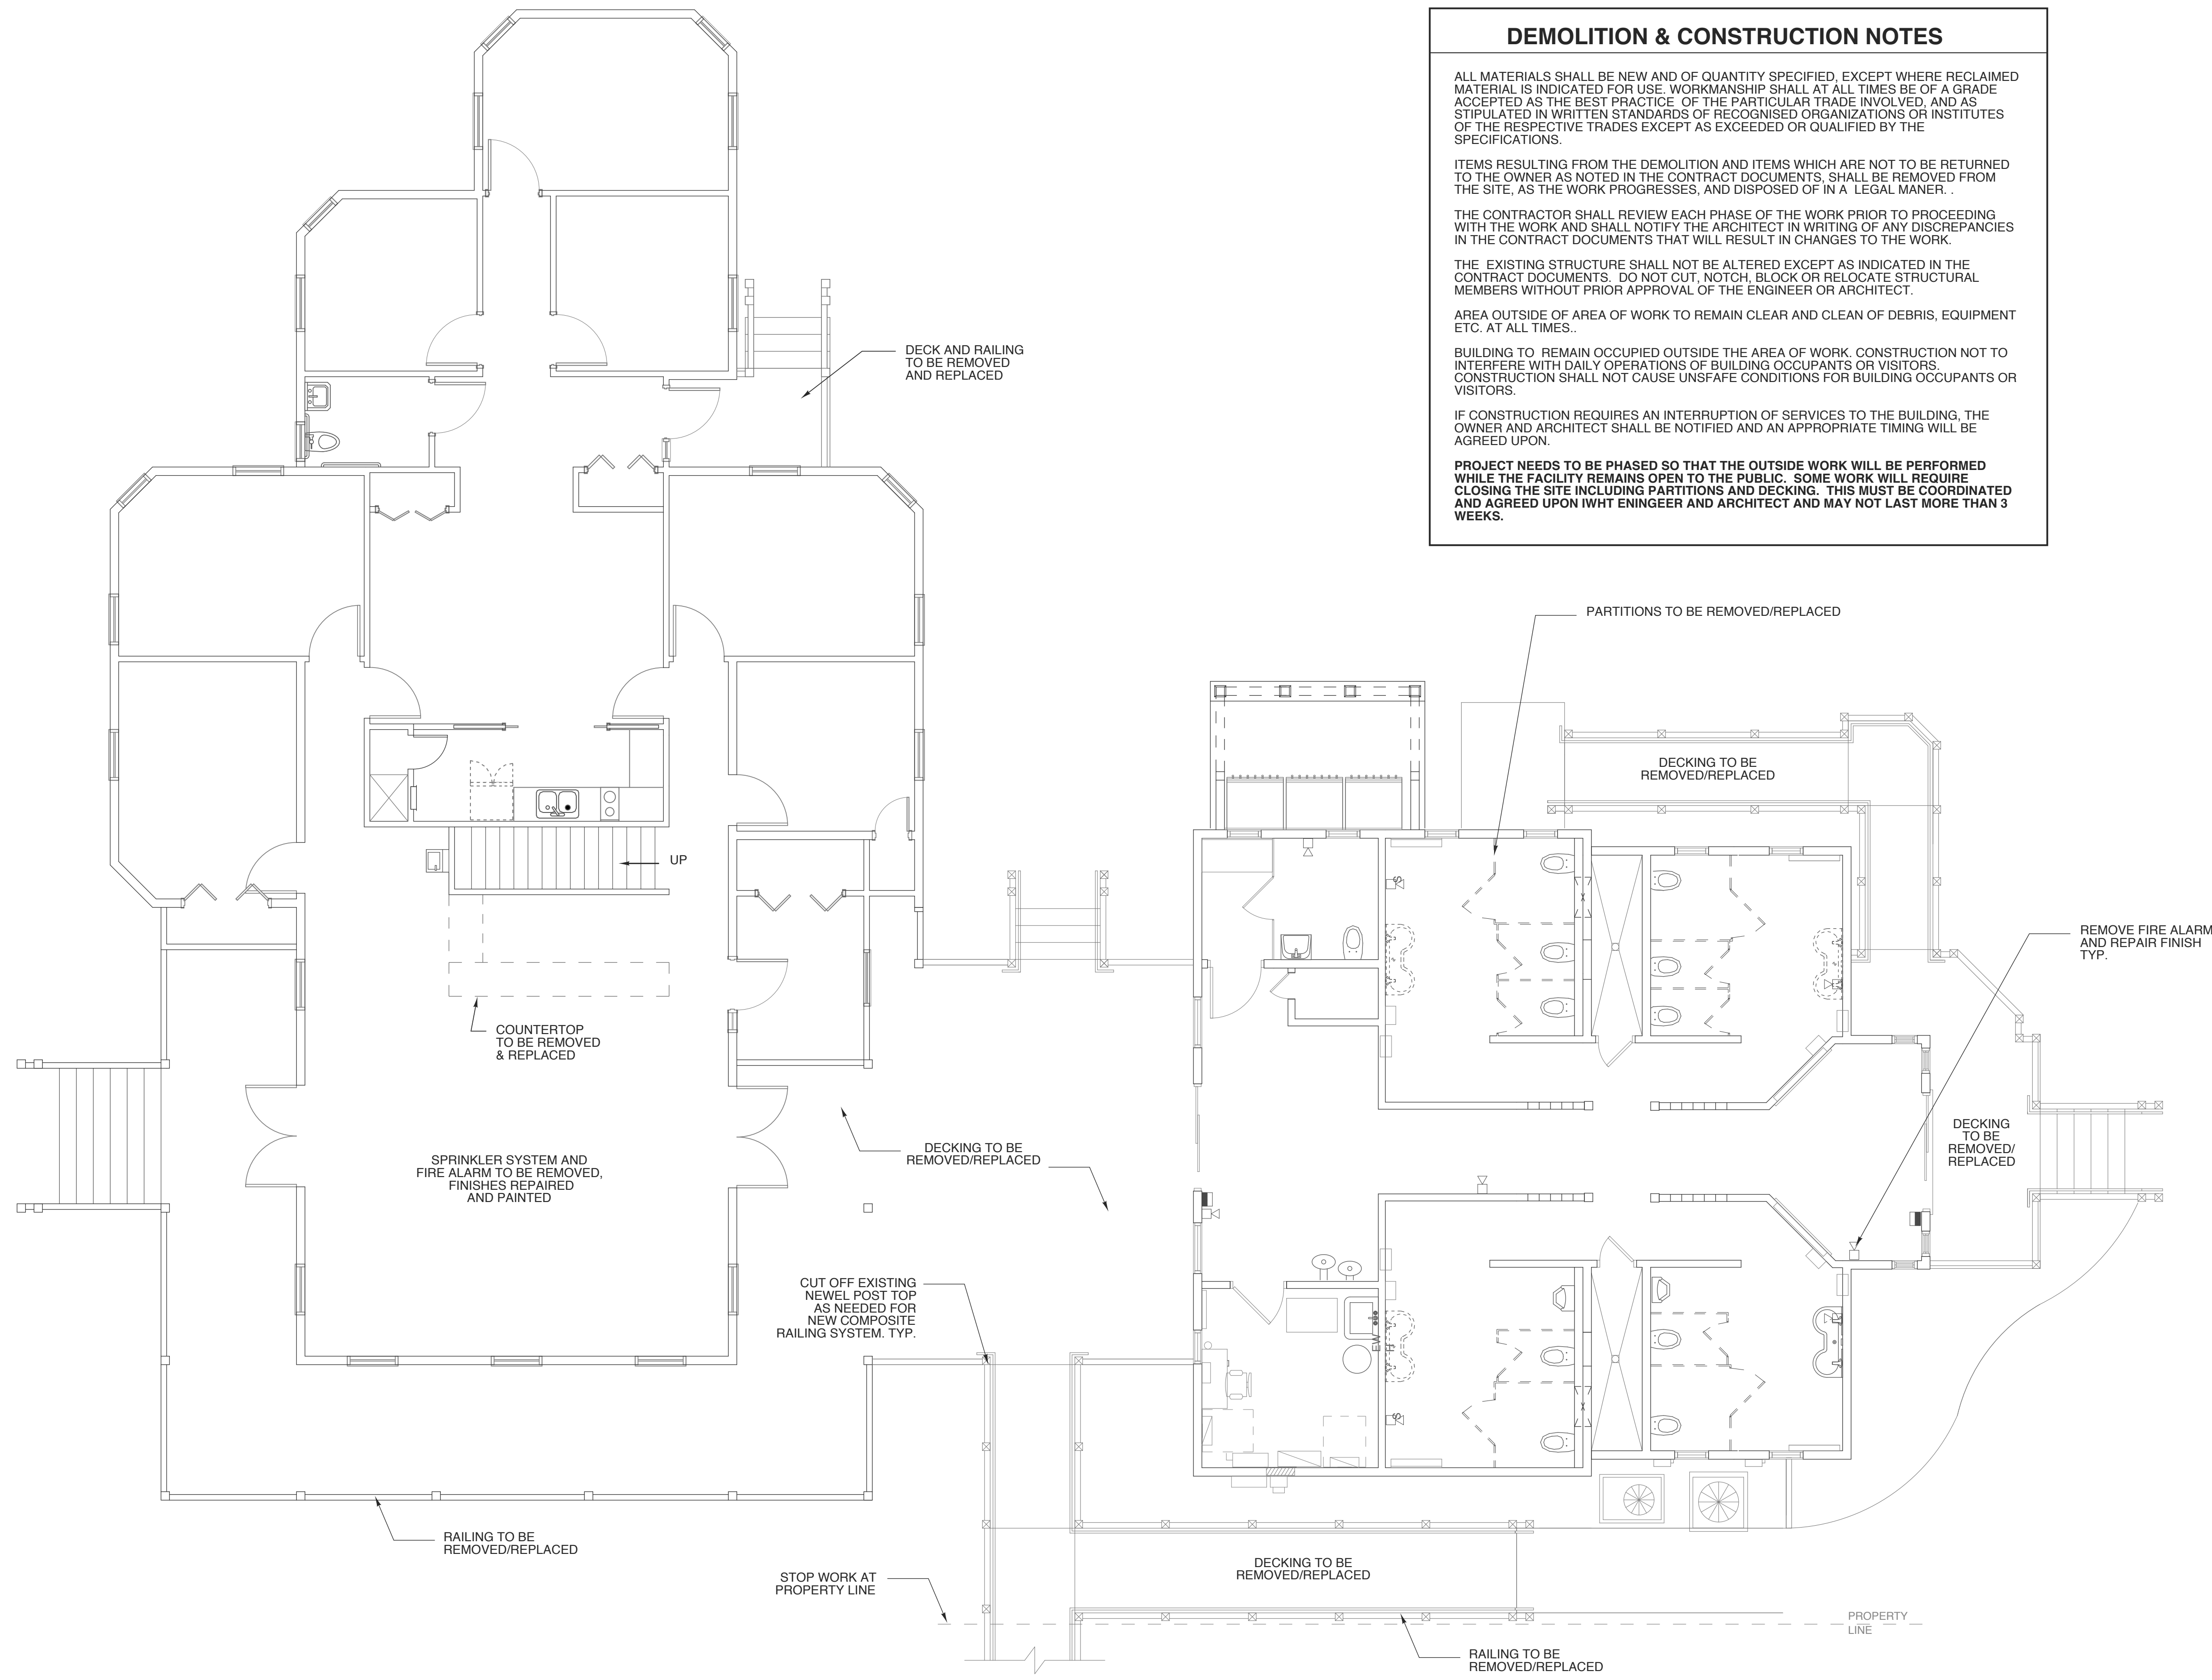 DEMOLITION & CONSTRUCTION NOTES
ALL MATERIALS SHALL BE NEW AND OF QUANTITY SPECIFIED, EXCEPT WHERE RECLAIMED
MATERIAL IS INDICATED FOR USE. WORKMANSHIP SHALL AT ALL TIMES BE OF A GRADE
ACCEPTED AS THE BEST PRACTICE OF THE PARTICULAR TRADE INVOLVED, AND AS
STIPULATED IN WRITTEN STANDARDS OF RECOGNISED ORGANIZATIONS OR INSTITUTES
OF THE RESPECTIVE TRADES EXCEPT AS EXCEEDED OR QUALIFIED BY THE
SPECIFICATIONS.
ITEMS RESULTING FROM THE DEMOLITION AND ITEMS WHICH ARE NOT TO BE RETURNED
TO THE OWNER AS NOTED IN THE CONTRACT DOCUMENTS, SHALL BE REMOVED FROM
THE SITE, AS THE WORK PROGRESSES, AND DISPOSED OF IN A LEGAL MANER. .
THE CONTRACTOR SHALL REVIEW EACH PHASE OF THE WORK PRIOR TO PROCEEDING
WITH THE WORK AND SHALL NOTIFY THE ARCHITECT IN WRITING OF ANY DISCREPANCIES
IN THE CONTRACT DOCUMENTS THAT WILL RESULT IN CHANGES TO THE WORK.
THE EXISTING STRUCTURE SHALL NOT BE ALTERED EXCEPT AS INDICATED IN THE
CONTRACT DOCUMENTS. DO NOT CUT, NOTCH, BLOCK OR RELOCATE STRUCTURAL
MEMBERS WITHOUT PRIOR APPROVAL OF THE ENGINEER OR ARCHITECT.
AREA OUTSIDE OF AREA OF WORK TO REMAIN CLEAR AND CLEAN OF DEBRIS, EQUIPMENT
ETC. AT ALL TIMES..
BUILDING TO REMAIN OCCUPIED OUTSIDE THE AREA OF WORK. CONSTRUCTION NOT TO
INTERFERE WITH DAILY OPERATIONS OF BUILDING OCCUPANTS OR VISITORS.
CONSTRUCTION SHALL NOT CAUSE UNSFAFE CONDITIONS FOR BUILDING OCCUPANTS OR
VISITORS.
IF CONSTRUCTION REQUIRES AN INTERRUPTION OF SERVICES TO THE BUILDING, THE
OWNER AND ARCHITECT SHALL BE NOTIFIED AND AN APPROPRIATE TIMING WILL BE
AGREED UPON.
PROJECT NEEDS TO BE PHASED SO THAT THE OUTSIDE WORK WILL BE PERFORMED
WHILE THE FACILITY REMAINS OPEN TO THE PUBLIC. SOME WORK WILL REQUIRE
CLOSING THE SITE INCLUDING PARTITIONS AND DECKING. THIS MUST BE COORDINATED
AND AGREED UPON IWHT ENINGEER AND ARCHITECT AND MAY NOT LAST MORE THAN 3
WEEKS.
DECK AND RAILING
TO BE REMOVED
AND REPLACED
PARTITIONS TO BE REMOVED/REPLACED
DECKING TO BE
REMOVED/REPLACED
UP
S
REMOVE FIRE ALARM
AND REPAIR FINISH
TYP.
COUNTERTOP
TO BE REMOVED
& REPLACED
DECKING
TO BE
REMOVED/
REPLACED
SPRINKLER SYSTEM AND
FIRE ALARM TO BE REMOVED,
FINISHES REPAIRED
AND PAINTED
DECKING TO BE
REMOVED/REPLACED
CUT OFF EXISTING
NEWEL POST TOP
AS NEEDED FOR
NEW COMPOSITE
RAILING SYSTEM. TYP.
EW
S
RAILING TO BE
REMOVED/REPLACED
DECKING TO BE
REMOVED/REPLACED
STOP WORK AT
PROPERTY LINE
PROPERTY
LINE
RAILING TO BE
REMOVED/REPLACED